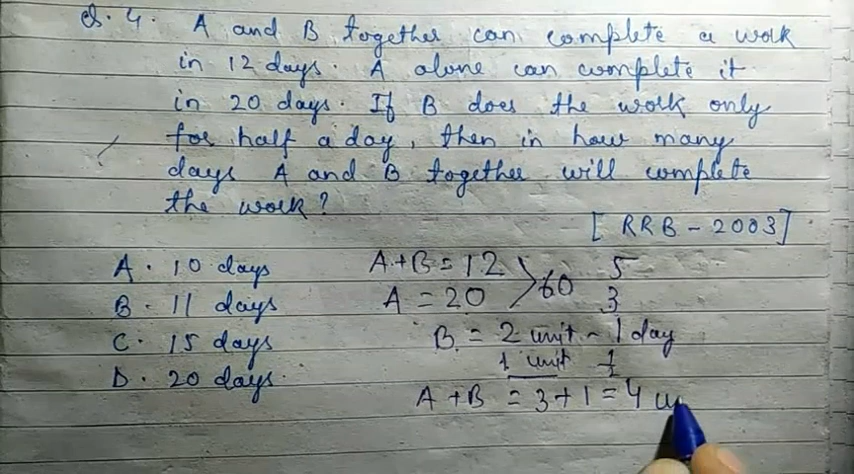 Q. 4. A and B together can complete a work
in 12 days. A alone can complete it
in 20 days. If B does the work only
for half a day, then in how many
days A and B together will complete
the work?
[RRB - 2003]
A. 10 days
B. 11 days
C. 15 days
D. 20 days.
A+B = 12 > 60 5
A = 20 3
B = 2 unit - 1 day
1 unit 1/2
A + B = 3 + 1 = 4 u